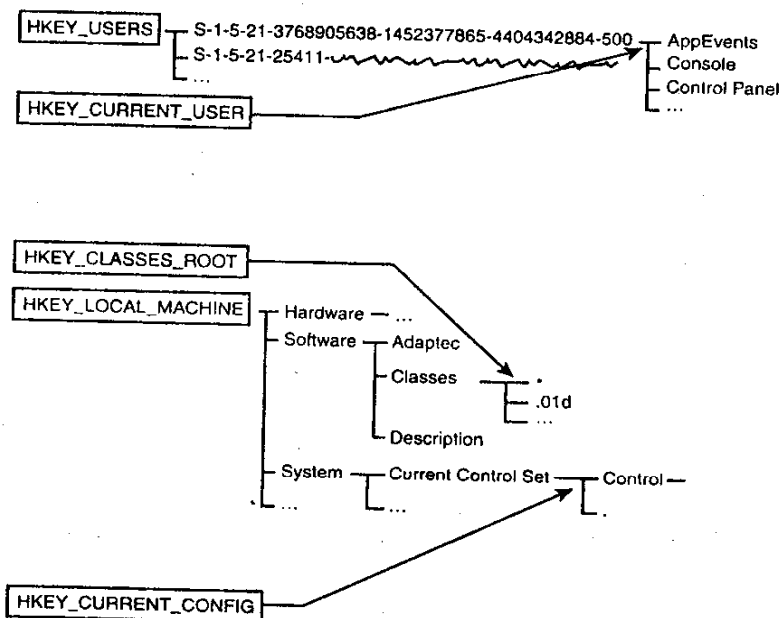 HKEY_USERS S-1-5-21-3768905638-1452377865-4404342884-500 AppEvents
S-1-5-21-25411- Console
... Control Panel
HKEY_CURRENT_USER ...
HKEY_CLASSES_ROOT
HKEY_LOCAL_MACHINE Hardware ...
Software Adaptec
Classes *
.01d
...
Description
System Current Control Set Control
... ... .
HKEY_CURRENT_CONFIG